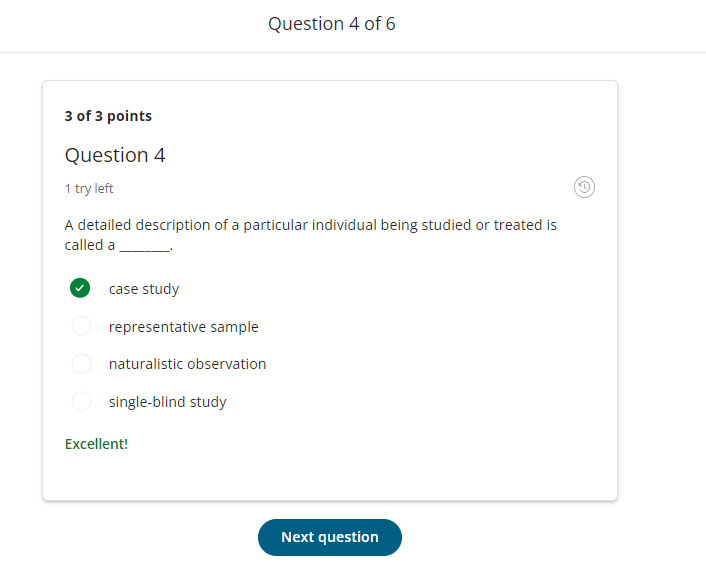 Question 4 of 6
3 of 3 points
Question 4
1 try left
A detailed description of a particular individual being studied or treated is
called a ________.
case study
representative sample
naturalistic observation
single-blind study
Excellent!
Next question